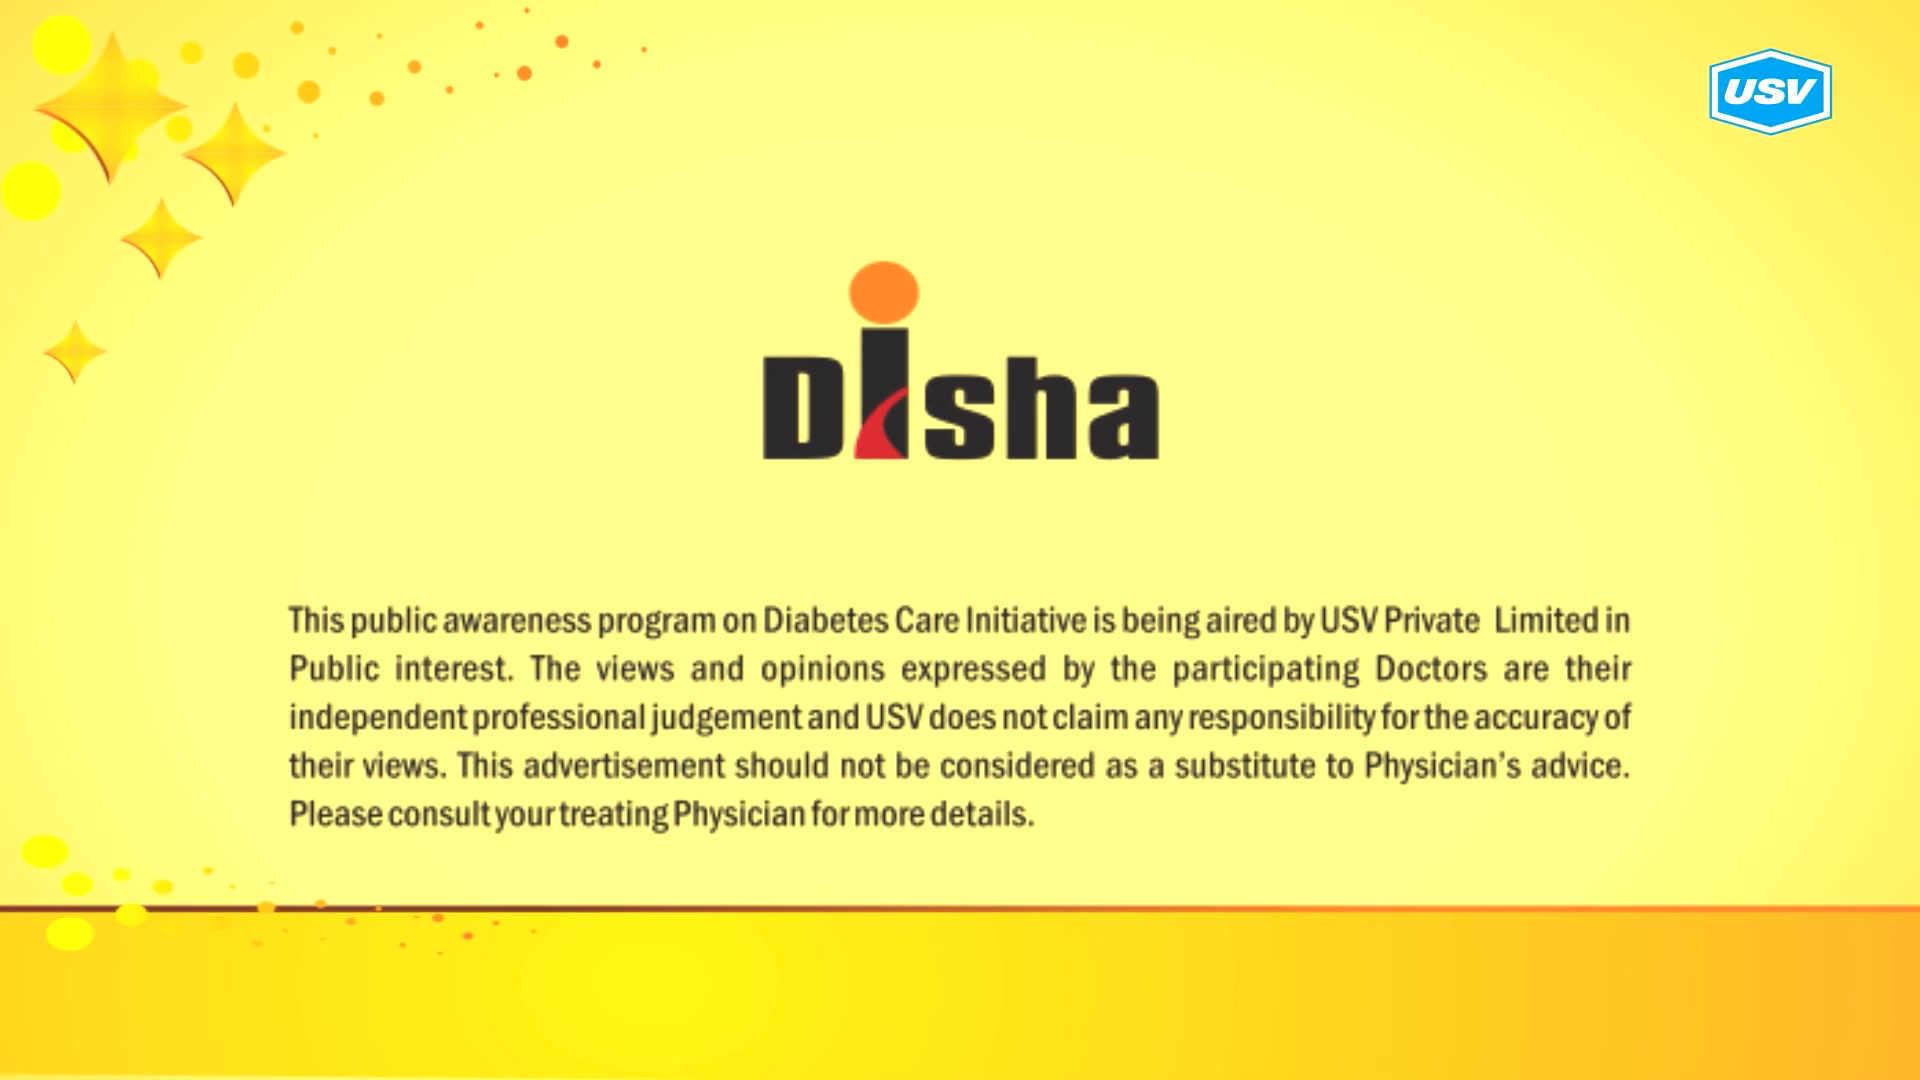 USV
Disha
This public awareness program on Diabetes Care Initiative is being aired by USV Private Limited in
Public interest. The views and opinions expressed by the participating Doctors are their
independent professional judgement and USV does not claim any responsibility for the accuracy of
their views. This advertisement should not be considered as a substitute to Physician’s advice.
Please consult your treating Physician for more details.